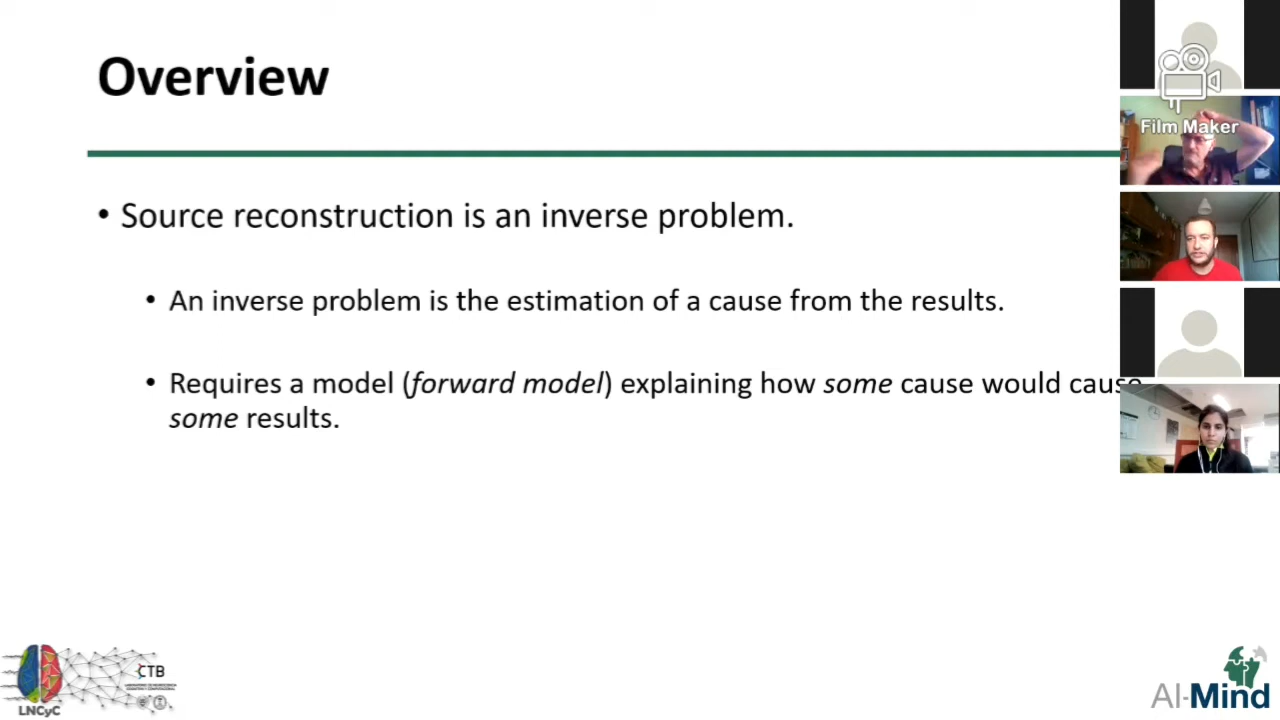 Overview
Film Maker
• Source reconstruction is an inverse problem.
• An inverse problem is the estimation of a cause from the results.
• Requires a model (forward model) explaining how some cause would cause
some results.
CTB
LNCyC
AI-Mind